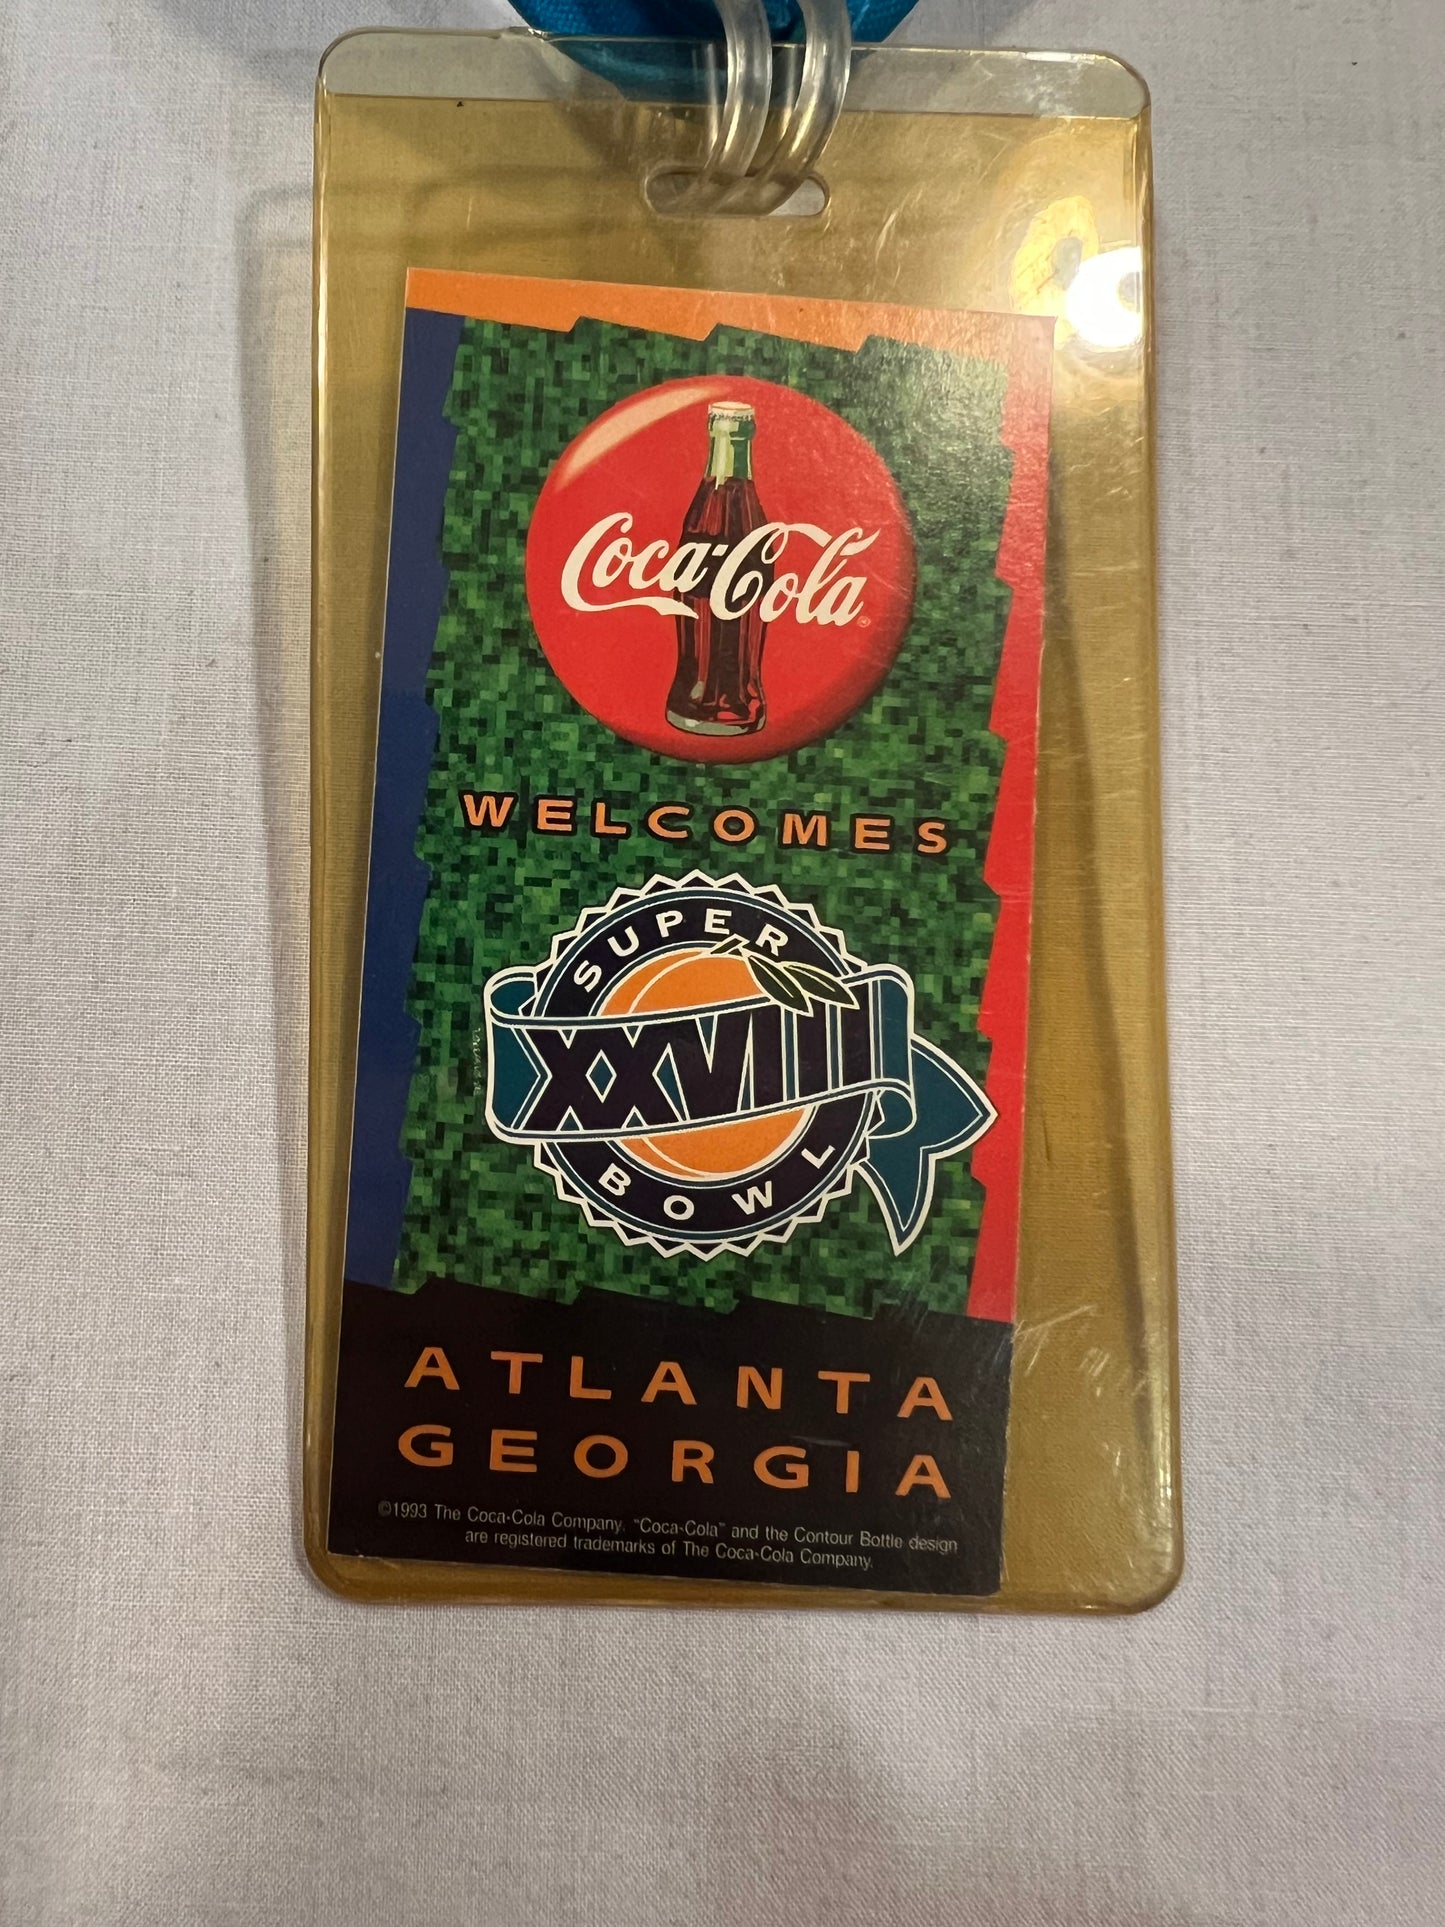 Coca-Cola
WELCOMES
SUPER
XXVIII
BOWL
ATLANTA
GEORGIA
©1993 The Coca-Cola Company. "Coca-Cola" and the Contour Bottle design
are registered trademarks of The Coca-Cola Company.